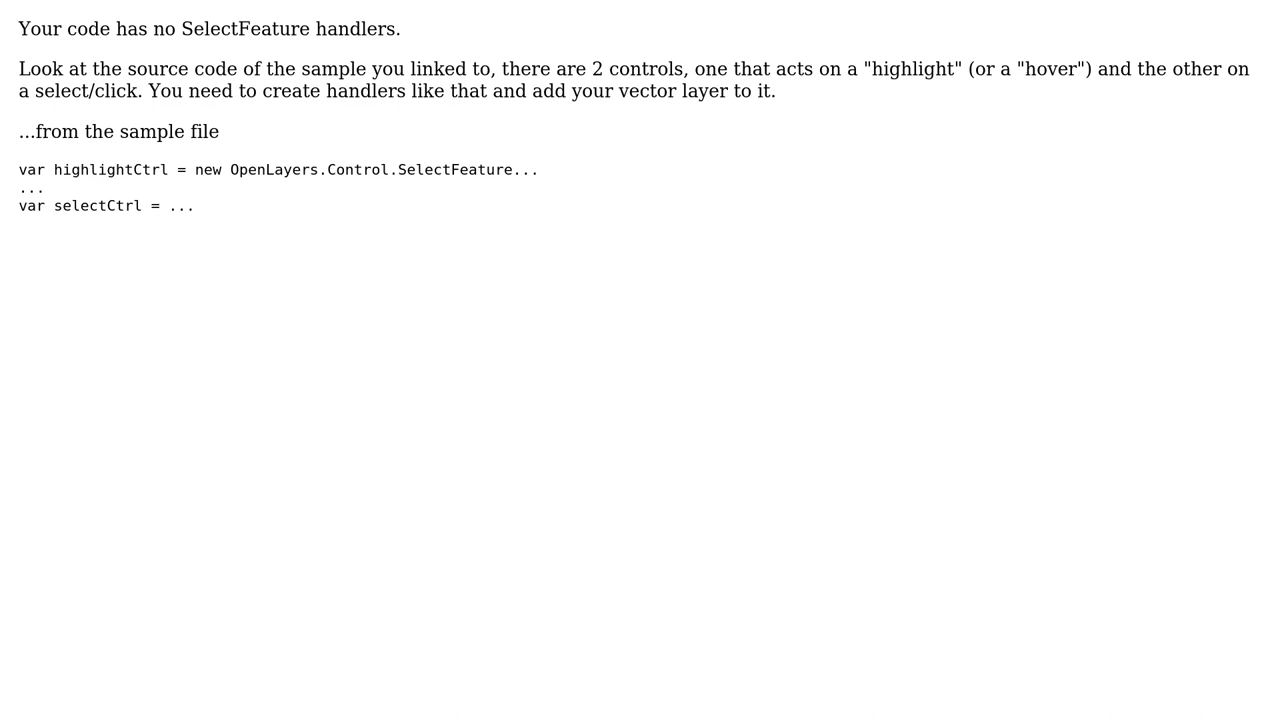 Your code has no SelectFeature handlers.
Look at the source code of the sample you linked to, there are 2 controls, one that acts on a "highlight" (or a "hover") and the other on
a select/click. You need to create handlers like that and add your vector layer to it.
...from the sample file
var highlightCtrl = new OpenLayers.Control.SelectFeature...
...
var selectCtrl = ...